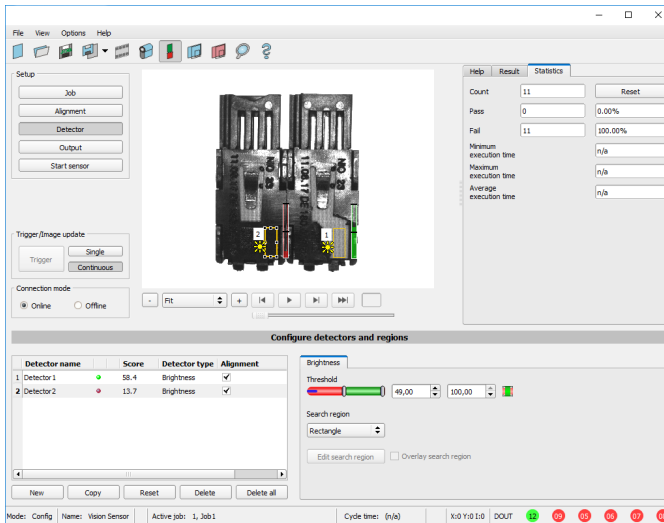 File View Options Help
Setup
Job
Alignment
Detector
Output
Start sensor
Trigger/Image update
Trigger
Single
Continuous
Connection mode
Online Offline
2
1
- Fit +
Help Result Statistics
Count 11 Reset
Pass 0 0.00%
Fail 11 100.00%
Minimum
execution time n/a
Maximum
execution time n/a
Average
execution time n/a
Configure detectors and regions
Detector name Score Detector type Alignment
1 Detector1 58.4 Brightness
2 Detector2 13.7 Brightness
New Copy Reset Delete Delete all
Brightness
Threshold
49,00 100,00
Search region
Rectangle
Edit search region Overlay search region
Mode: Config Name: Vision Sensor Active job: 1, Job1 Cycle time: (n/a) X:0 Y:0 I:0 DOUT 12 09 05 06 07